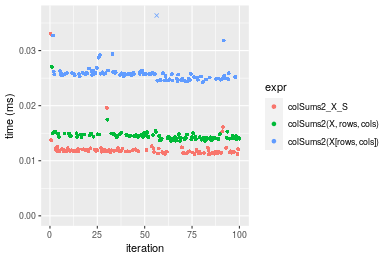 0.03
0.02
0.01
0.00
time (ms)
0
25
50
75
100
iteration
expr
colSums2_X_S
colSums2(X, rows, cols)
colSums2(X[rows, cols])